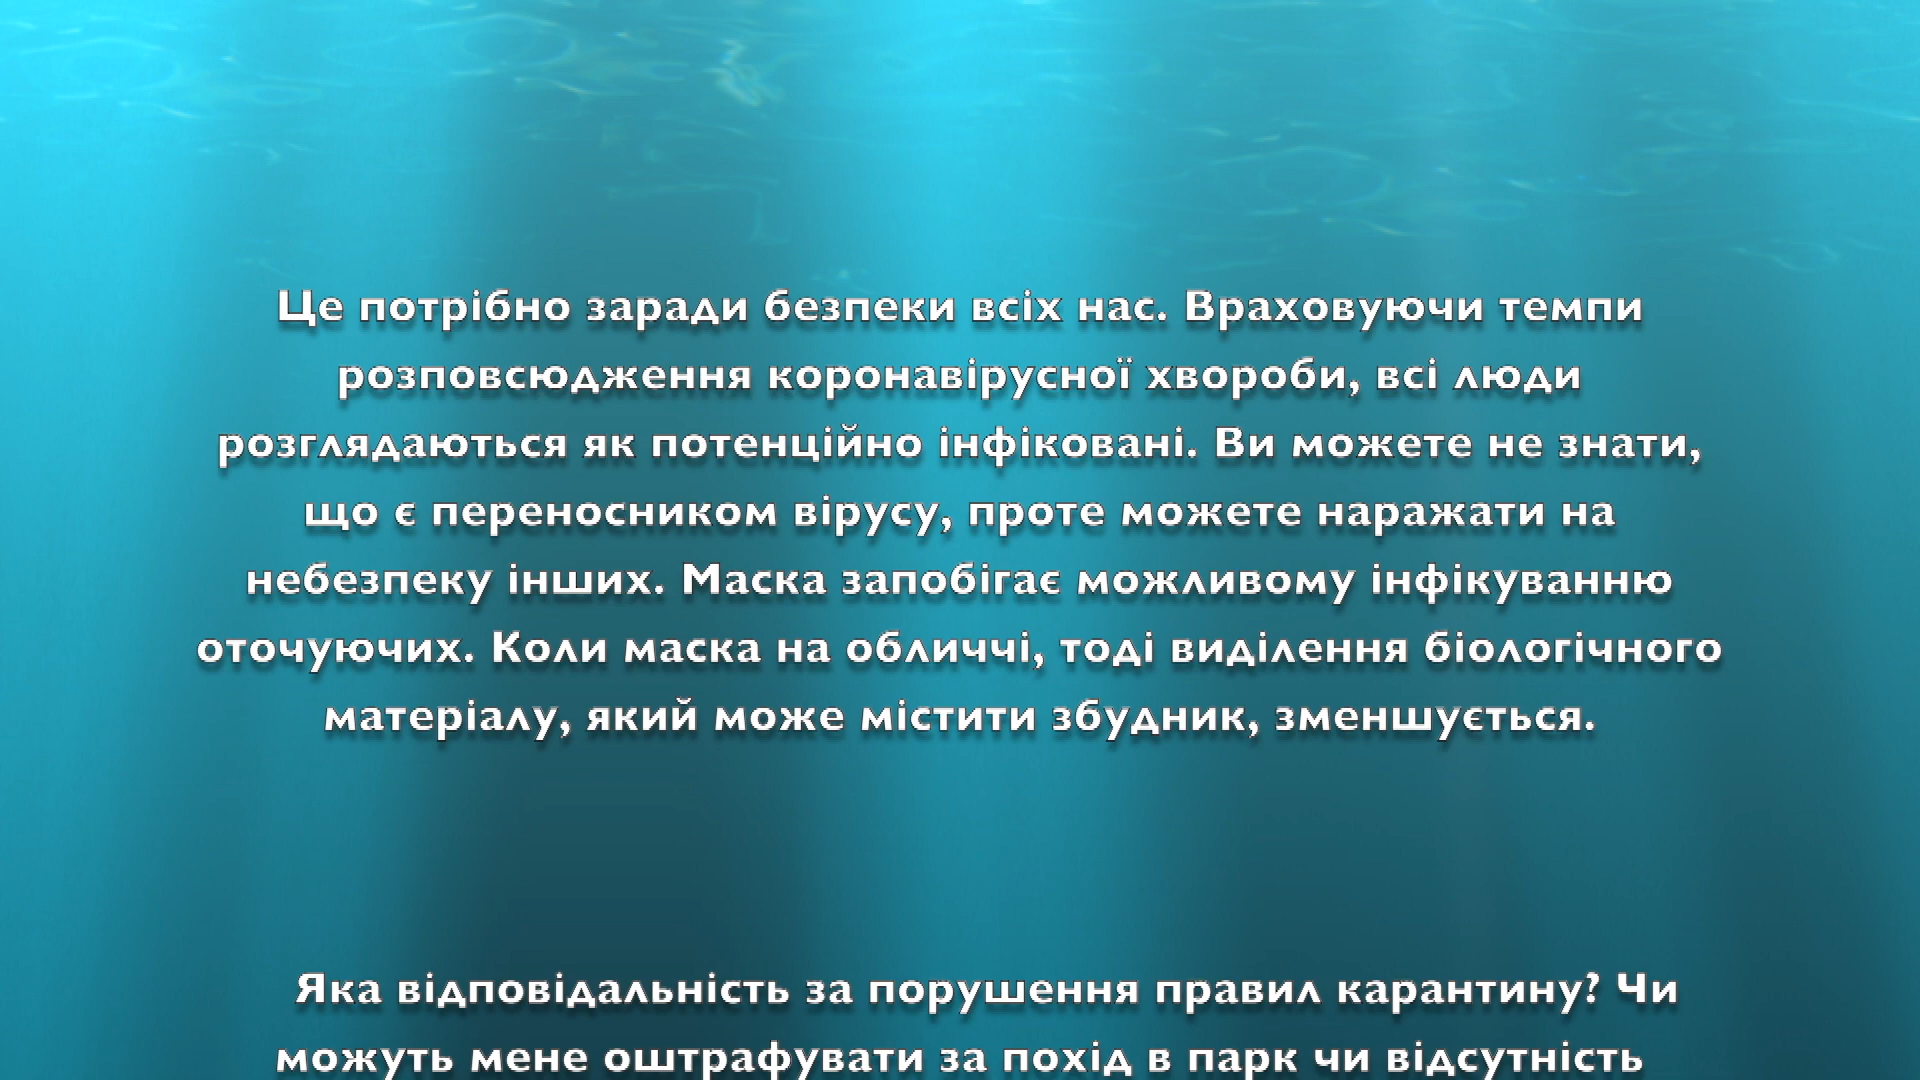 Це потрібно заради безпеки всіх нас. Враховуючи темпи
розповсюдження коронавірусної хвороби, всі люди
розглядаються як потенційно інфіковані. Ви можете не знати,
що є переносником вірусу, проте можете наражати на
небезпеку інших. Маска запобігає можливому інфікуванню
оточуючих. Коли маска на обличчі, тоді виділення біологічного
матеріалу, який може містити збудник, зменшується.
Яка відповідальність за порушення правил карантину? Чи
можуть мене оштрафувати за похід в парк чи відсутність